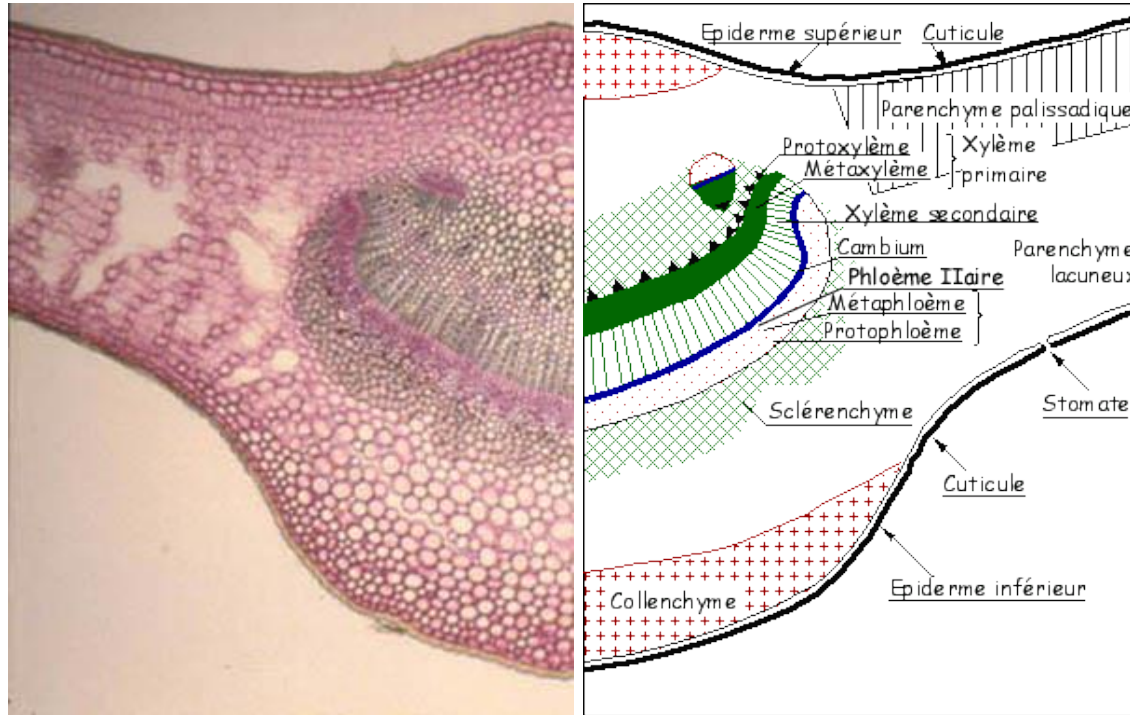 Epiderme supérieur
Cuticule
Parenchyme palissadique
Protoxylème
Métaxylème
Xylème
primaire
Xylème secondaire
Cambium
Parenchyme
lacuneux
Phloème IIaire
Métaphloème
Protophloème
Sclérenchyme
Stomate
Cuticule
Epiderme inférieur
Collenchyme